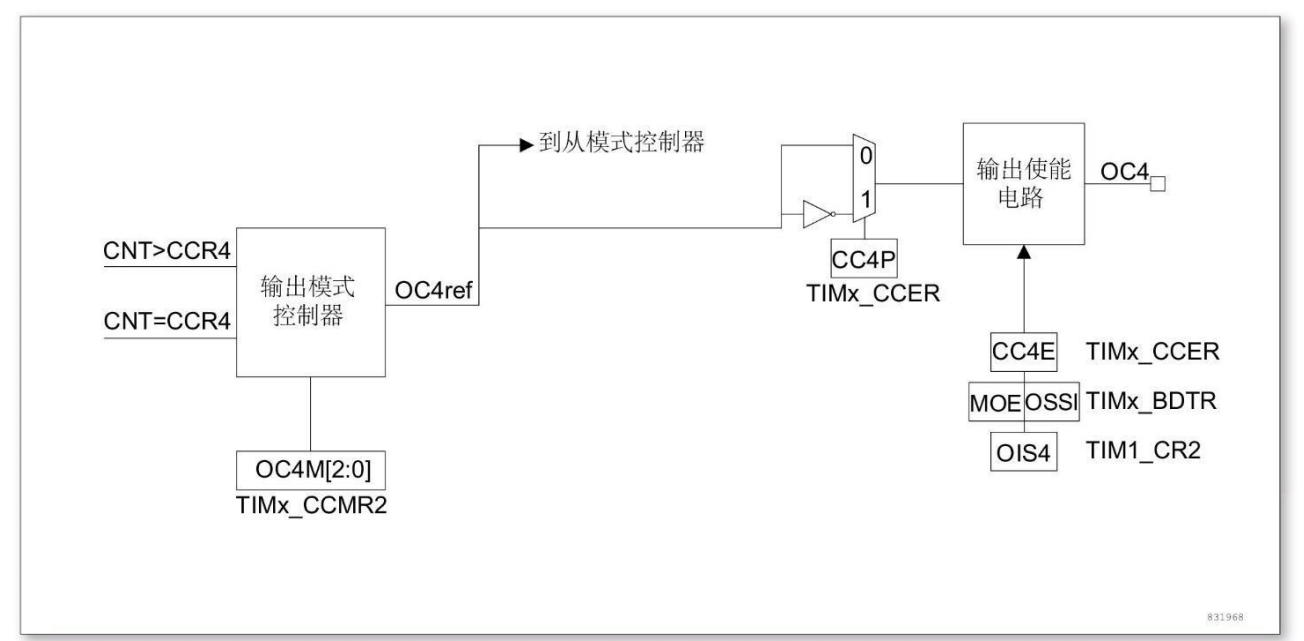 到从模式控制器
0
1
输出使能
电路
OC4
CNT>CCR4
CNT=CCR4
输出模式
控制器
OC4ref
CC4P
TIMx_CCER
CC4E TIMx_CCER
MOE OSSI TIMx_BDTR
OIS4 TIM1_CR2
OC4M[2:0]
TIMx_CCMR2
831968